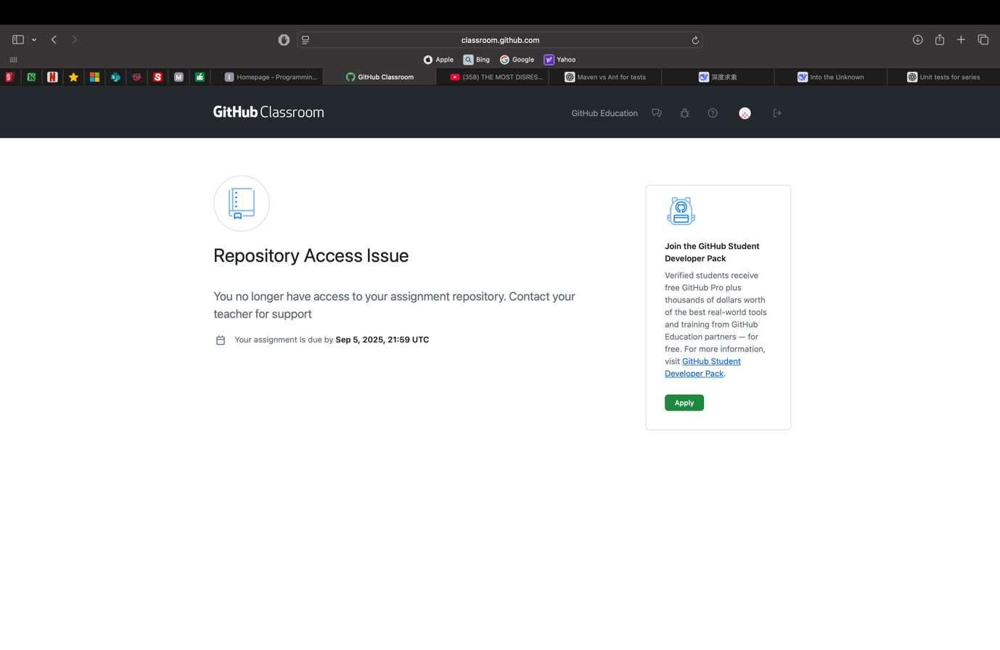 classroom.github.com
Apple
Bing
Google
Yahoo
Homepage - Programmin...
GitHub Classroom
(358) THE MOST DISRES...
Maven vs Ant for tests
深度求索
Into the Unknown
Unit tests for series
GitHub Classroom
GitHub Education
Repository Access Issue
You no longer have access to your assignment repository. Contact your
teacher for support
Your assignment is due by Sep 5, 2025, 21:59 UTC
Join the GitHub Student
Developer Pack
Verified students receive
free GitHub Pro plus
thousands of dollars worth
of the best real-world tools
and training from GitHub
Education partners — for
free. For more information,
visit GitHub Student
Developer Pack.
Apply